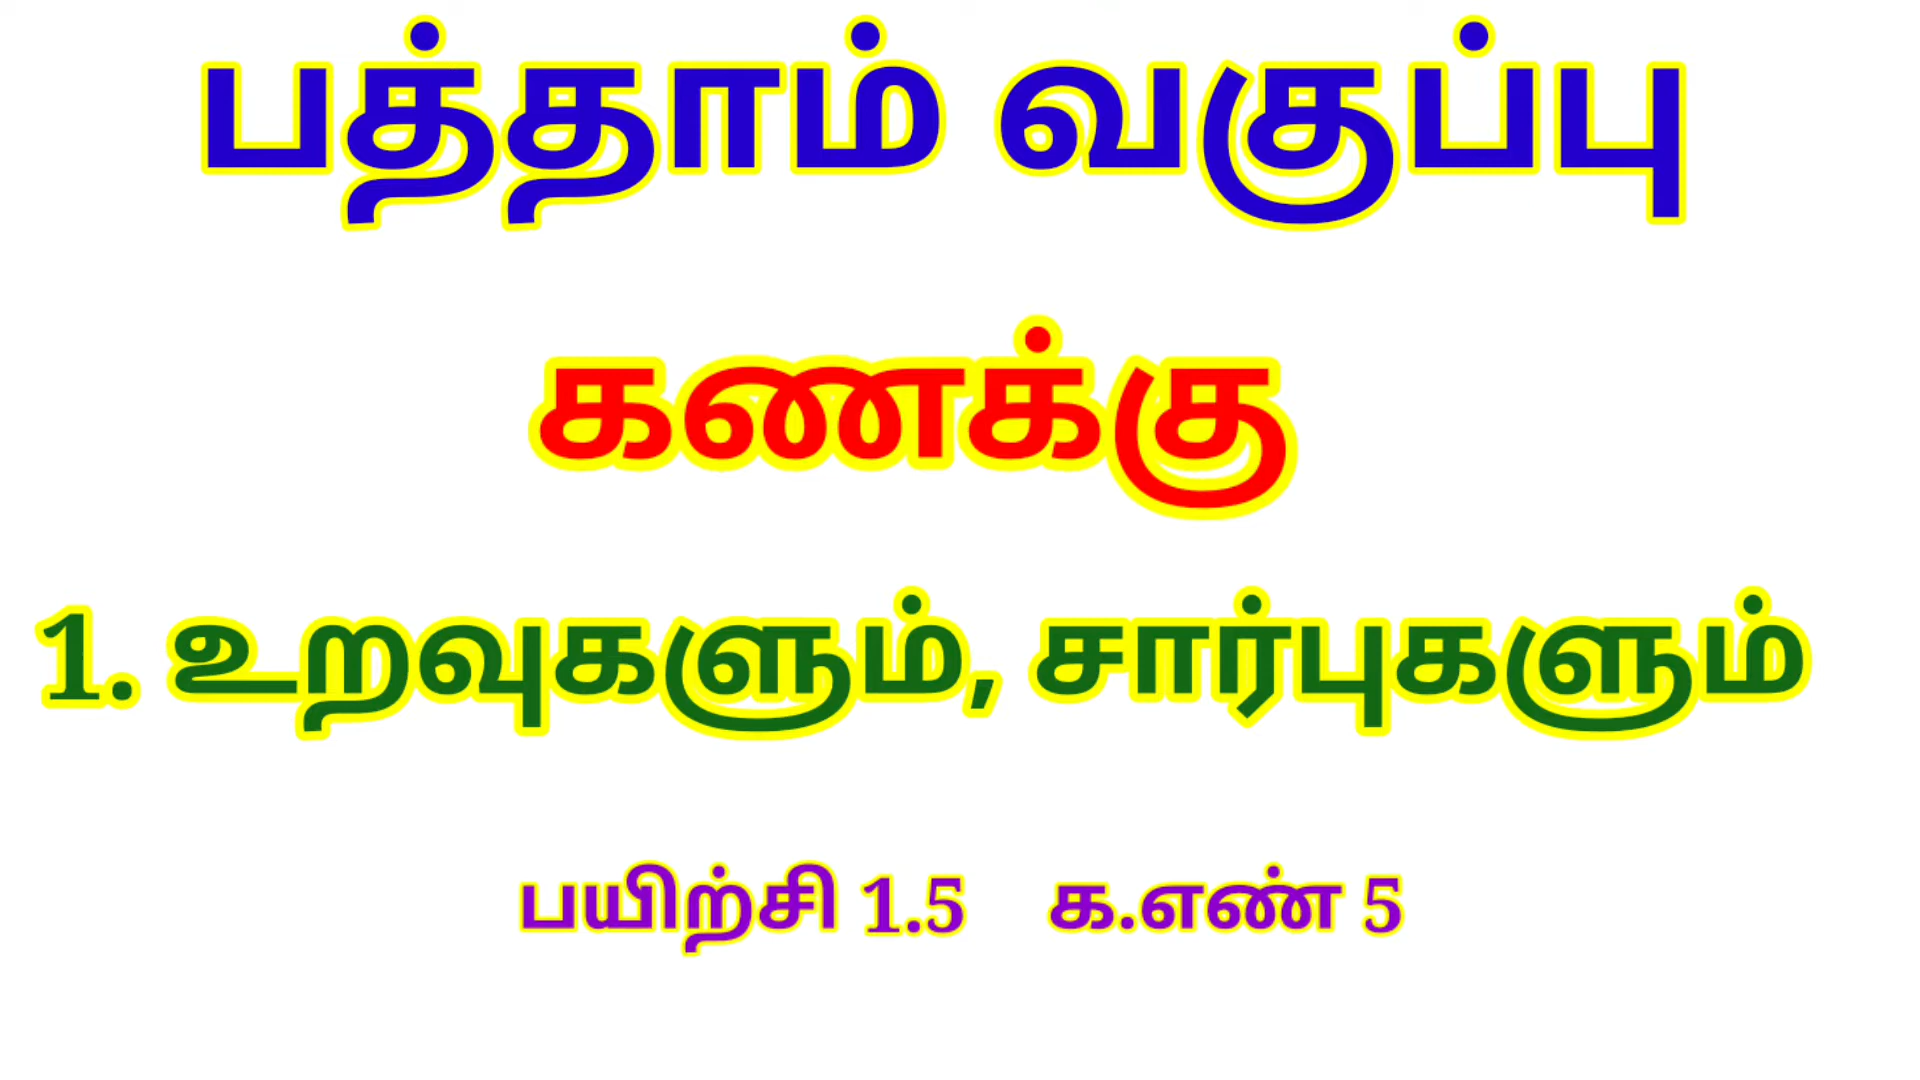 பத்தாம் வகுப்பு
கணக்கு
1. உறவுகளும், சார்புகளும்
பயிற்சி 1.5 க.எண் 5